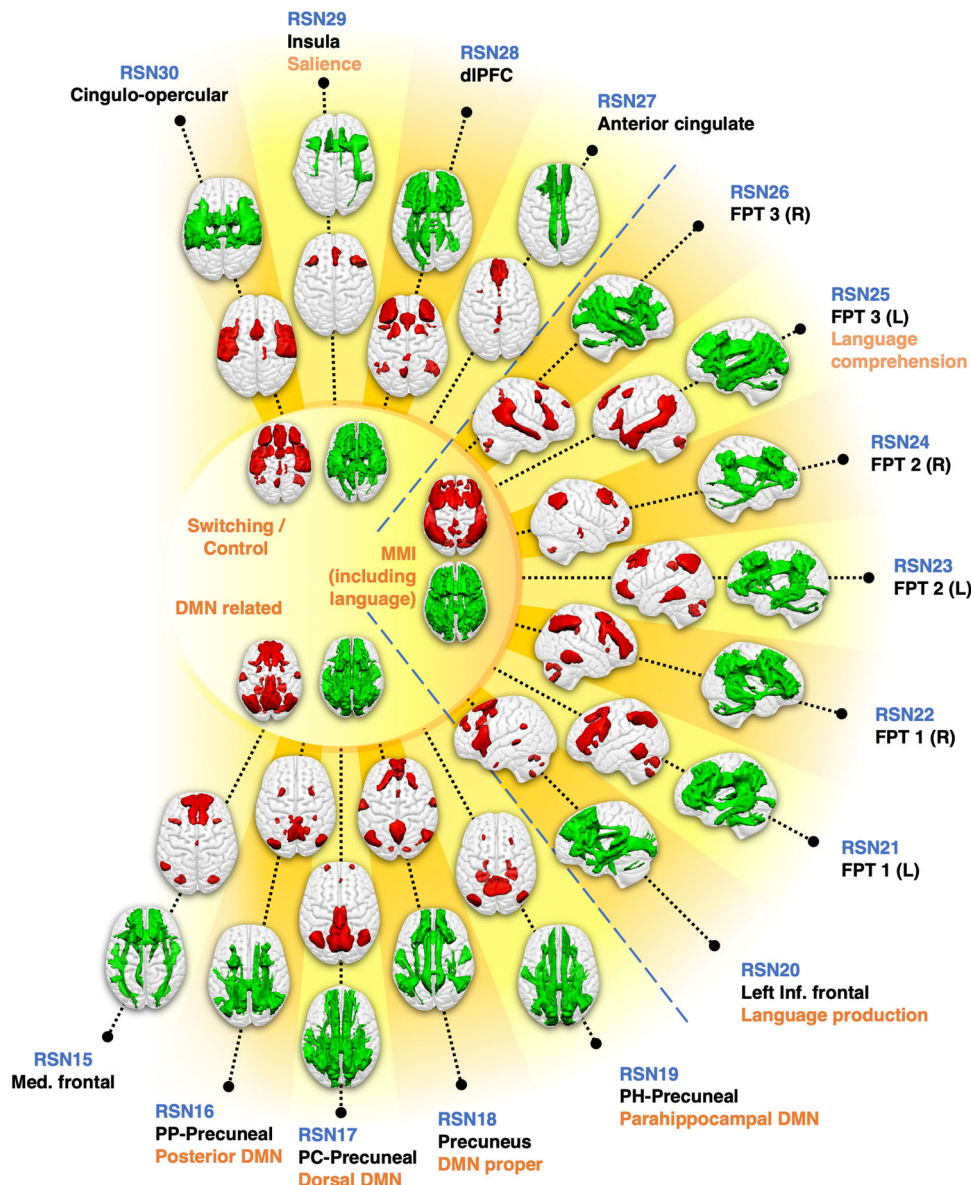 RSN29
Insula
Salience
RSN28
dlPFC
RSN30
Cingulo-opercular
RSN27
Anterior cingulate
RSN26
FPT 3 (R)
RSN25
FPT 3 (L)
Language
comprehension
RSN24
FPT 2 (R)
RSN23
FPT 2 (L)
RSN22
FPT 1 (R)
RSN21
FPT 1 (L)
RSN20
Left Inf. frontal
Language production
RSN19
PH-Precuneal
Parahippocampal DMN
RSN18
Precuneus
DMN proper
RSN17
PC-Precuneal
Dorsal DMN
RSN16
PP-Precuneal
Posterior DMN
RSN15
Med. frontal
Switching /
Control
MMI
(including
language)
DMN related